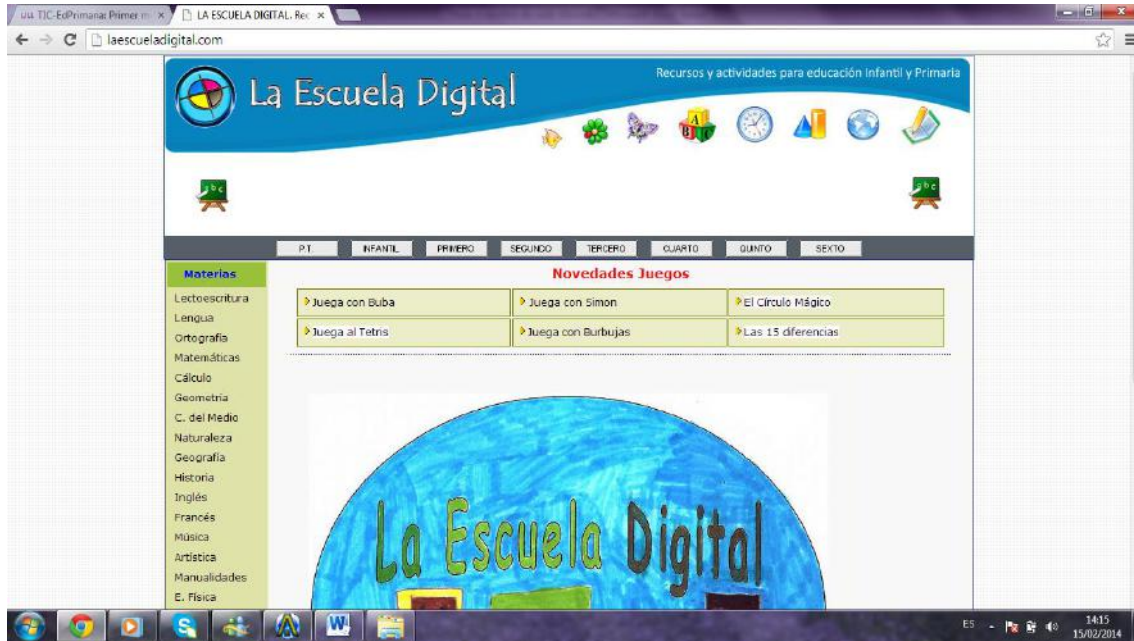 TIC-EdPrimaria: Primer m
LA ESCUELA DIGITAL. Rec
laescueladigital.com
La Escuela Digital
Recursos y actividades para educación Infantil y Primaria
A
B C
abc
abc
P.T. INFANTIL PRIMERO SEGUNDO TERCERO CUARTO QUINTO SEXTO
Materias
Novedades Juegos
Lectoescritura
Lengua
Ortografía
Matemáticas
Cálculo
Geometria
C. del Medio
Naturaleza
Geografía
Historia
Inglés
Francés
Música
Artística
Manualidades
E. Física
Juega con Buba
Juega con Simon
El Círculo Mágico
Juega al Tetris
Juega con Burbujas
Las 15 diferencias
La Escuela Digital
ES
14:15
15/02/2014